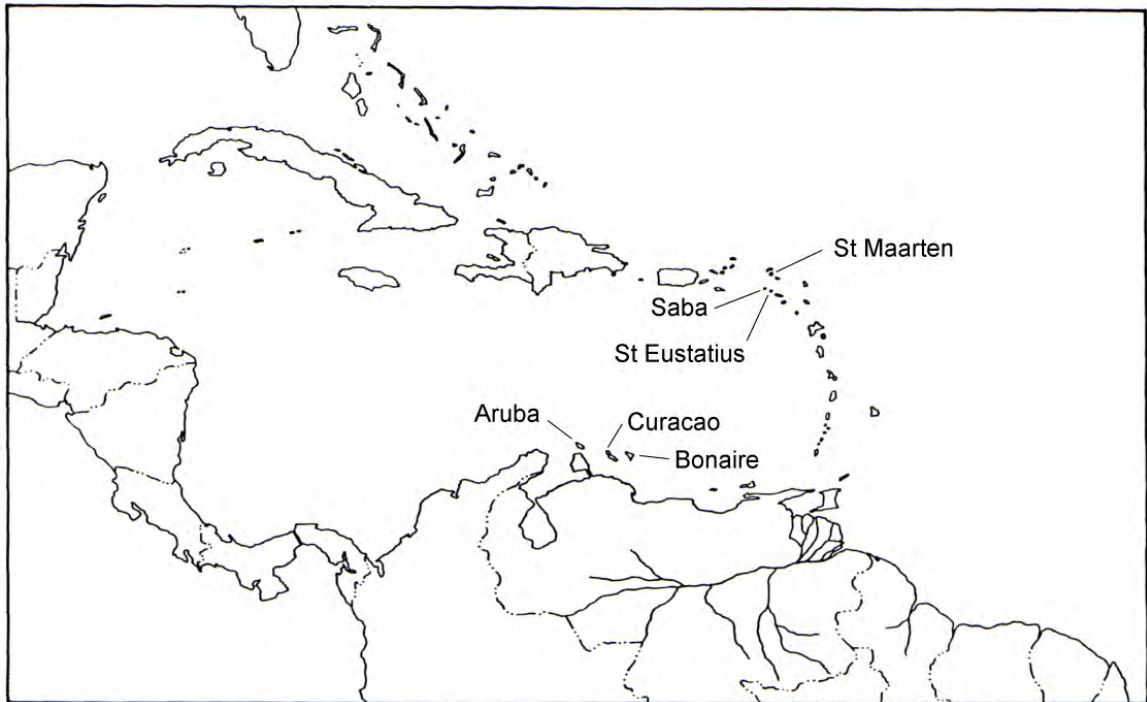 St Maarten
Saba
St Eustatius
Aruba
Curacao
Bonaire